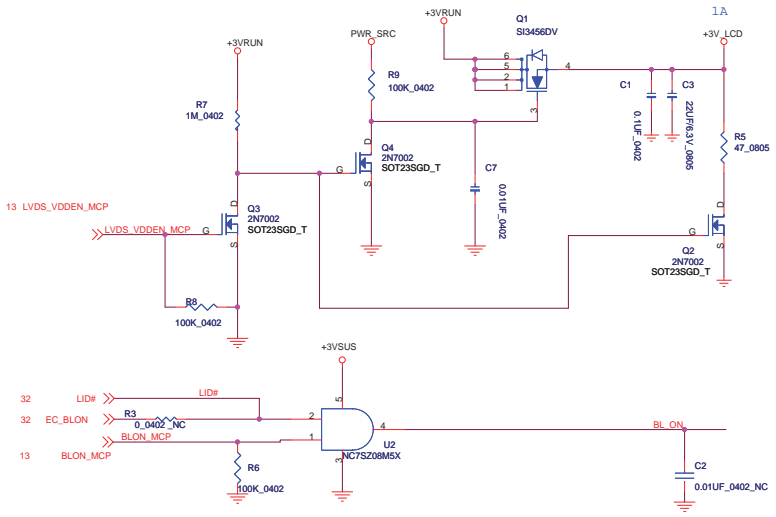 1A
+3VRUN
Q1
SI3456DV
+3V_LCD
PWR_SRC
+3VRUN
6
5
2
1
4
3
R9
100K_0402
C1
0.1UF_0402
C3
22UF/6.3V_0805
R7
1M_0402
R5
47_0805
D
G
S
Q4
2N7002
SOT23SGD_T
C7
0.01UF_0402
13 LVDS_VDDEN_MCP
LVDS_VDDEN_MCP
D
G
S
Q3
2N7002
SOT23SGD_T
D
G
S
Q2
2N7002
SOT23SGD_T
R8
100K_0402
+3VSUS
32 LID#
LID#
32 EC_BLON
R3
0_0402_NC
BLON_MCP
13 BLON_MCP
5
2
1
4
3
U2
NC7SZ08M5X
BL_ON
R6
100K_0402
C2
0.01UF_0402_NC